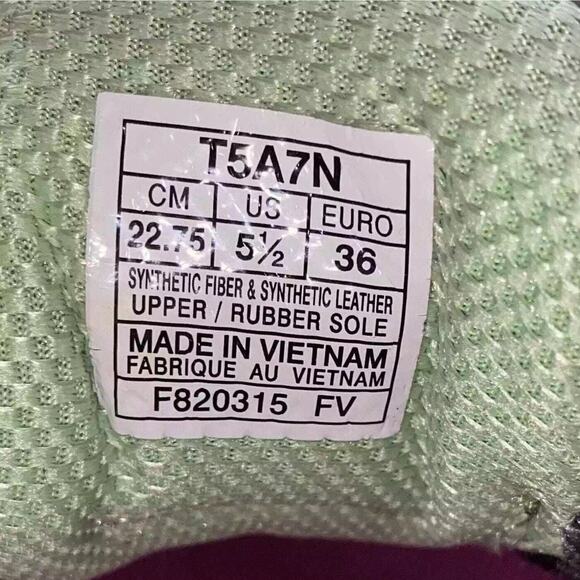 T5A7N
CM US EURO
22.75 5½ 36
SYNTHETIC FIBER & SYNTHETIC LEATHER
UPPER / RUBBER SOLE
MADE IN VIETNAM
FABRIQUE AU VIETNAM
F820315 FV